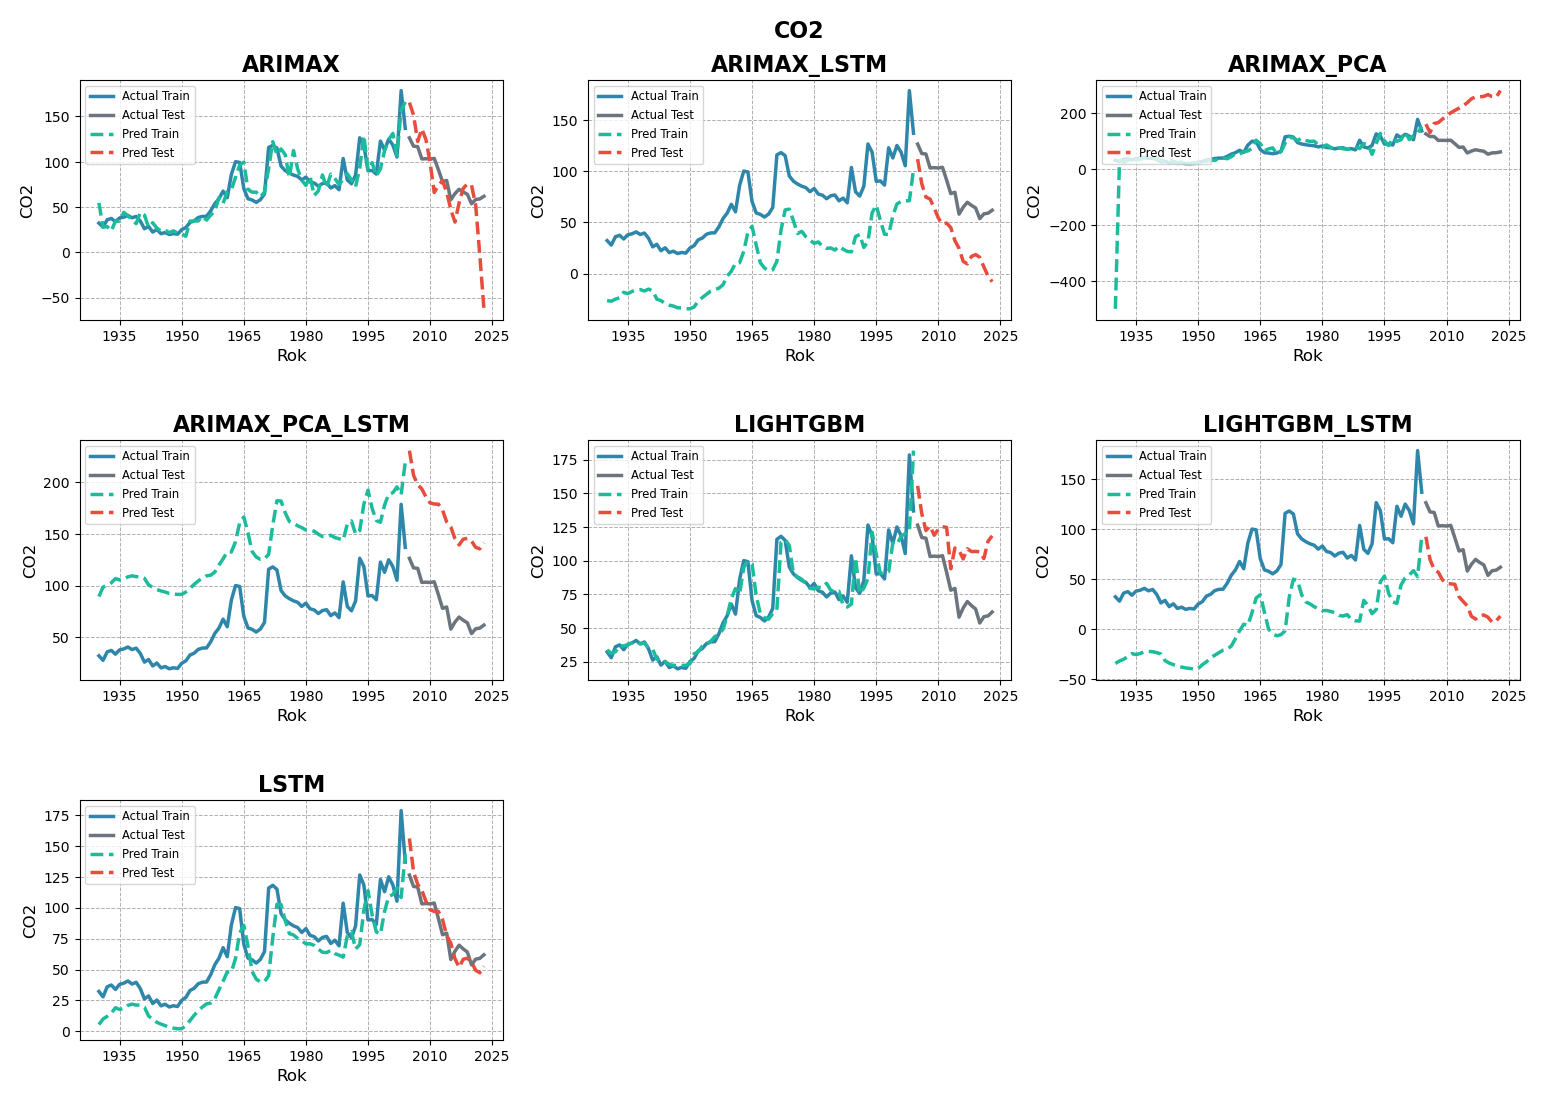 CO2
ARIMAX
Actual Train
Actual Test
Pred Train
Pred Test
CO2
150
100
50
0
−50
1935 1950 1965 1980 1995 2010 2025
Rok
ARIMAX_LSTM
Actual Train
Actual Test
Pred Train
Pred Test
CO2
150
100
50
0
1935 1950 1965 1980 1995 2010 2025
Rok
ARIMAX_PCA
Actual Train
Actual Test
Pred Train
Pred Test
CO2
200
0
−200
−400
1935 1950 1965 1980 1995 2010 2025
Rok
ARIMAX_PCA_LSTM
Actual Train
Actual Test
Pred Train
Pred Test
CO2
200
150
100
50
1935 1950 1965 1980 1995 2010 2025
Rok
LIGHTGBM
Actual Train
Actual Test
Pred Train
Pred Test
CO2
175
150
125
100
75
50
25
1935 1950 1965 1980 1995 2010 2025
Rok
LIGHTGBM_LSTM
Actual Train
Actual Test
Pred Train
Pred Test
CO2
150
100
50
0
−50
1935 1950 1965 1980 1995 2010 2025
Rok
LSTM
Actual Train
Actual Test
Pred Train
Pred Test
CO2
175
150
125
100
75
50
25
0
1935 1950 1965 1980 1995 2010 2025
Rok